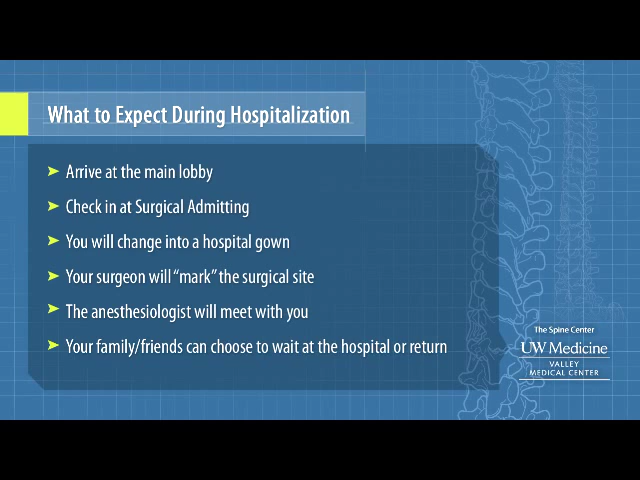 What to Expect During Hospitalization
Arrive at the main lobby
Check in at Surgical Admitting
You will change into a hospital gown
Your surgeon will “mark” the surgical site
The anesthesiologist will meet with you
Your family/friends can choose to wait at the hospital or return
The Spine Center
UW Medicine
VALLEY
MEDICAL CENTER